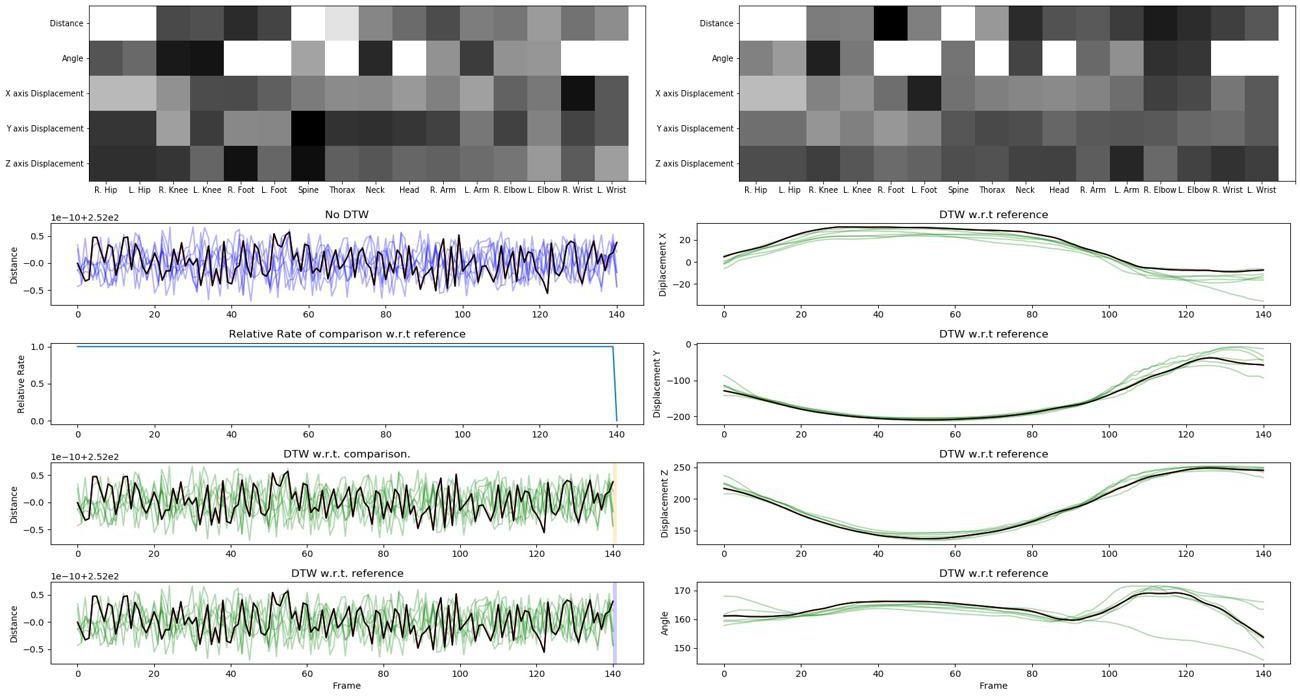 Distance
Angle
X axis Displacement
Y axis Displacement
Z axis Displacement
R. Hip L. Hip R. Knee L. Knee R. Foot L. Foot Spine Thorax Neck Head R. Arm L. Arm R. Elbow L. Elbow R. Wrist L. Wrist
Distance
Angle
X axis Displacement
Y axis Displacement
Z axis Displacement
R. Hip L. Hip R. Knee L. Knee R. Foot L. Foot Spine Thorax Neck Head R. Arm L. Arm R. Elbow L. Elbow R. Wrist L. Wrist
1e-10+2.52e2
No DTW
Distance
0.5
−0.0
−0.5
0 20 40 60 80 100 120 140
DTW w.r.t reference
Diplacement X
20
0
−20
0 20 40 60 80 100 120 140
Relative Rate of comparison w.r.t reference
Relative Rate
1.0
0.5
0.0
0 20 40 60 80 100 120 140
DTW w.r.t reference
Displacement Y
0
−100
−200
0 20 40 60 80 100 120 140
1e-10+2.52e2
DTW w.r.t. comparison.
Distance
0.5
−0.0
−0.5
0 20 40 60 80 100 120 140
DTW w.r.t reference
Displacement Z
250
200
150
0 20 40 60 80 100 120 140
1e-10+2.52e2
DTW w.r.t. reference
Distance
0.5
−0.0
−0.5
0 20 40 60 80 100 120 140
Frame
DTW w.r.t reference
Angle
170
160
150
0 20 40 60 80 100 120 140
Frame